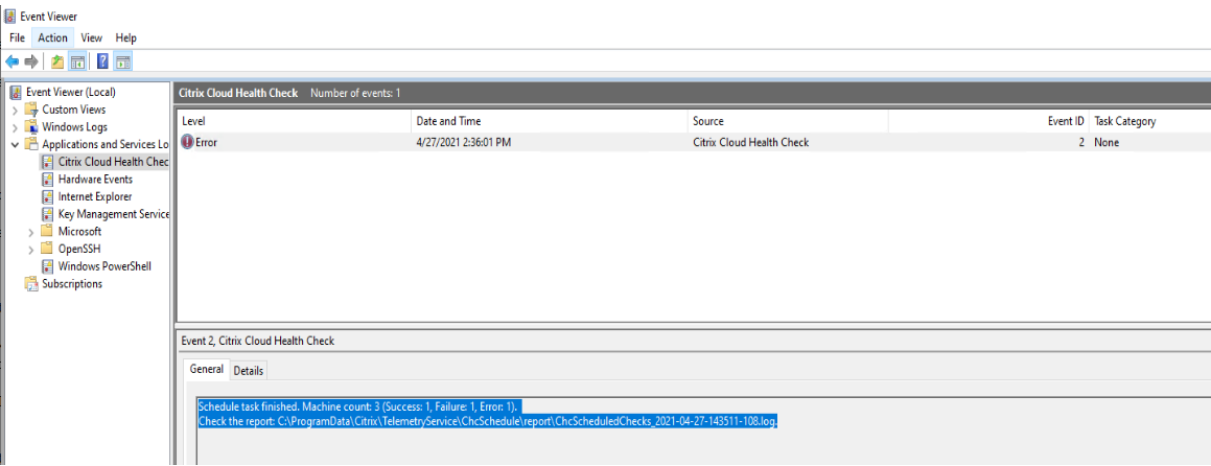 Event Viewer
File Action View Help
Event Viewer (Local)
Custom Views
Windows Logs
Applications and Services Lo
Citrix Cloud Health Chec
Hardware Events
Internet Explorer
Key Management Service
Microsoft
OpenSSH
Windows PowerShell
Subscriptions
Citrix Cloud Health Check Number of events: 1
Level Date and Time Source Event ID Task Category
Error 4/27/2021 2:36:01 PM Citrix Cloud Health Check 2 None
Event 2, Citrix Cloud Health Check
General Details
Schedule task finished. Machine count: 3 (Success: 1, Failure: 1, Error: 1).
Check the report: C:\ProgramData\Citrix\TelemetryService\ChcSchedule\report\ChcScheduledChecks_2021-04-27-143511-108.log.